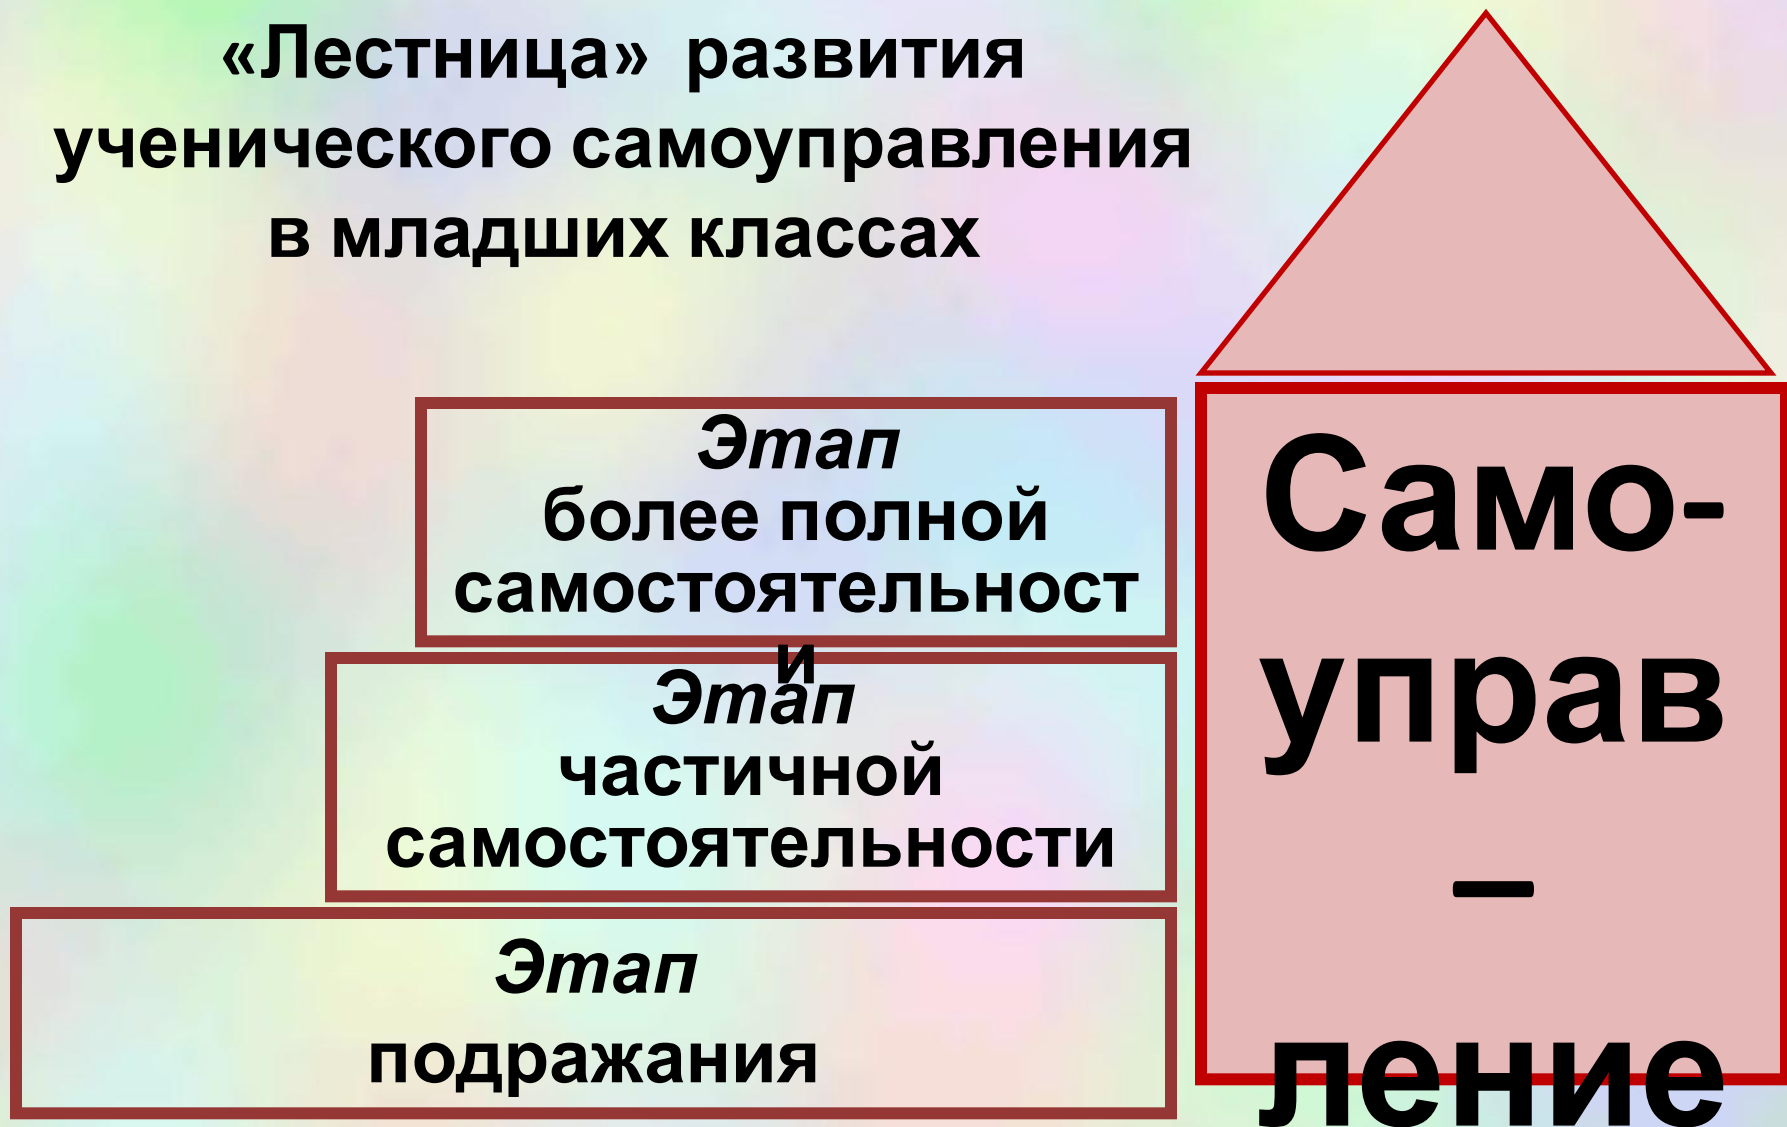 «Лестница» развития
ученического самоуправления
в младших классах
Этап
более полной
самостоятельност
и
Этап
частичной
самостоятельности
Этап
подражания
Само-
управ
–
ление